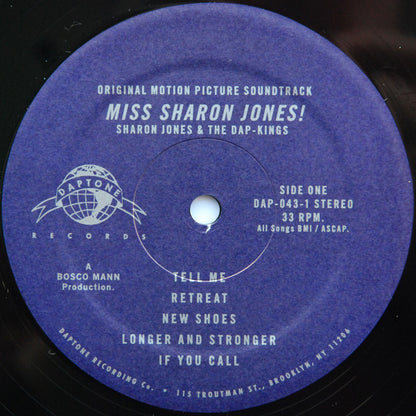 ORIGINAL MOTION PICTURE SOUNDTRACK
MISS SHARON JONES!
SHARON JONES & THE DAP-KINGS
DAPTONE
RECORDS
SIDE ONE
DAP-043-1 STEREO
33 RPM.
All Songs BMI / ASCAP.
A
BOSCO MANN
Production.
TELL ME
RETREAT
NEW SHOES
LONGER AND STRONGER
IF YOU CALL
DAPTONE RECORDING Co. • 115 TROUTMAN ST., BROOKLYN, NY 11206